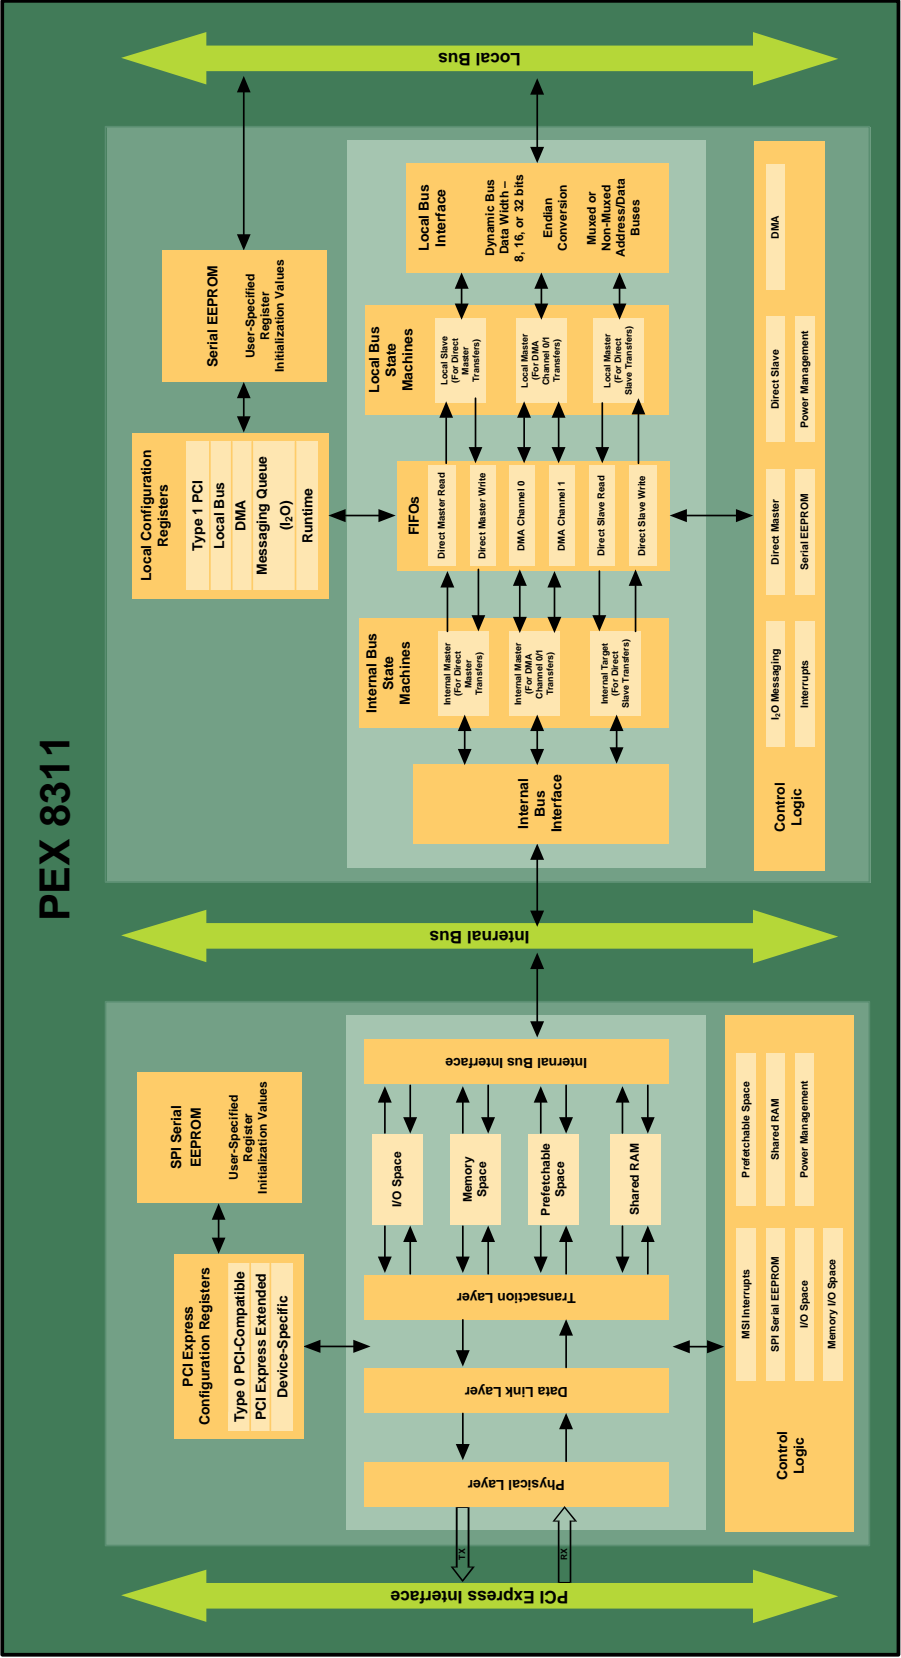 PEX 8311
PCI Express Interface
TX
RX
Physical Layer
Data Link Layer
Transaction Layer
I/O Space
Memory
Space
Prefetchable
Space
Shared RAM
Internal Bus Interface
PCI Express
Configuration Registers
Type 0 PCI-Compatible
PCI Express Extended
Device-Specific
SPI Serial
EEPROM
User-Specified
Register
Initialization Values
Control
Logic
MSI Interrupts
SPI Serial EEPROM
I/O Space
Memory I/O Space
Prefetchable Space
Shared RAM
Power Management
Internal Bus
Internal
Bus
Interface
Internal Bus
State
Machines
Internal Master
(For Direct
Master
Transfers)
Internal Master
(For DMA
Channel 0/1
Transfers)
Internal Target
(For Direct
Slave Transfers)
FIFOs
Direct Master Read
Direct Master Write
DMA Channel 0
DMA Channel 1
Direct Slave Read
Direct Slave Write
Local Bus
State
Machines
Local Slave
(For Direct
Master
Transfers)
Local Master
(For DMA
Channel 0/1
Transfers)
Local Master
(For Direct
Slave Transfers)
Local Bus
Interface
Dynamic Bus
Data Width –
8, 16, or 32 bits
Endian
Conversion
Muxed or
Non-Muxed
Address/Data
Buses
Local Configuration
Registers
Type 1 PCI
Local Bus
DMA
Messaging Queue
(I₂O)
Runtime
Serial EEPROM
User-Specified
Register
Initialization Values
Control
Logic
I₂O Messaging
Interrupts
Direct Master
Serial EEPROM
Direct Slave
Power Management
DMA
Local Bus